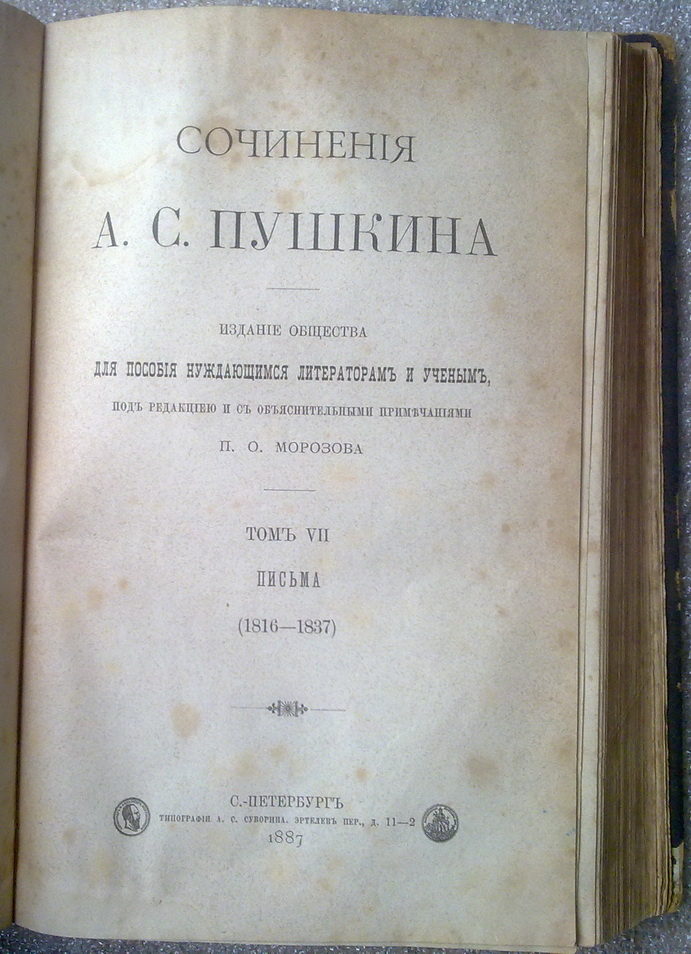 СОЧИНЕНІЯ
А. С. ПУШКИНА
ИЗДАНІЕ ОБЩЕСТВА
ДЛЯ ПОСОБІЯ НУЖДАЮЩИМСЯ ЛИТЕРАТОРАМЪ И УЧЕНЫМЪ,
ПОДЪ РЕДАКЦІЕЮ И СЪ ОБЪЯСНИТЕЛЬНЫМИ ПРИМѢЧАНІЯМИ
П. О. МОРОЗОВА
ТОМЪ VII
ПИСЬМА
(1816—1837)
С.-ПЕТЕРБУРГЪ
ТИПОГРАФІЯ А. С. СУВОРИНА. ЭРТЕЛЕВЪ ПЕР., Д. 11—2
1887